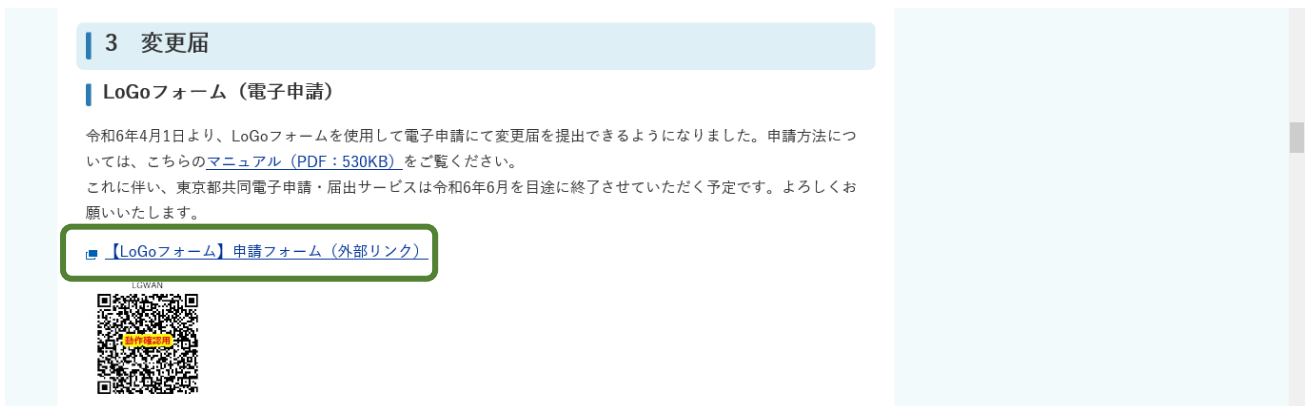 3　変更届
LoGoフォーム（電子申請）
令和6年4月1日より、LoGoフォームを使用して電子申請にて変更届を提出できるようになりました。申請方法につ
いては、こちらのマニュアル（PDF：530KB）をご覧ください。
これに伴い、東京都共同電子申請・届出サービスは令和6年6月を目途に終了させていただく予定です。よろしくお
願いいたします。
【LoGoフォーム】申請フォーム（外部リンク）
LGWAN
動作確認用